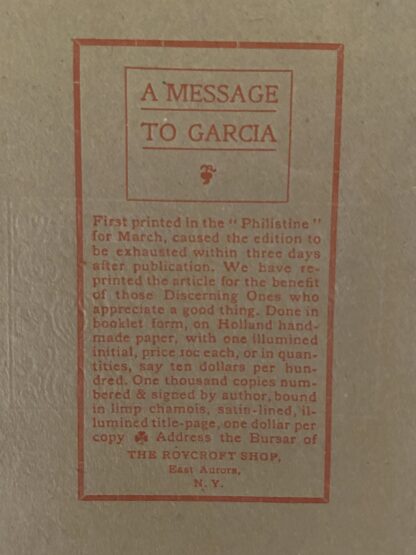 A MESSAGE
TO GARCIA
First printed in the "Philistine"
for March, caused the edition to
be exhausted within three days
after publication. We have re-
printed the article for the benefit
of those Discerning Ones who
appreciate a good thing. Done in
booklet form, on Holland hand-
made paper, with one illumined
initial, price 10c each, or in quan-
tities, say ten dollars per hun-
dred. One thousand copies num-
bered & signed by author, bound
in limp chamois, satin-lined, il-
lumined title-page, one dollar per
copy ☘ Address the Bursar of
THE ROYCROFT SHOP,
East Aurora,
N. Y.